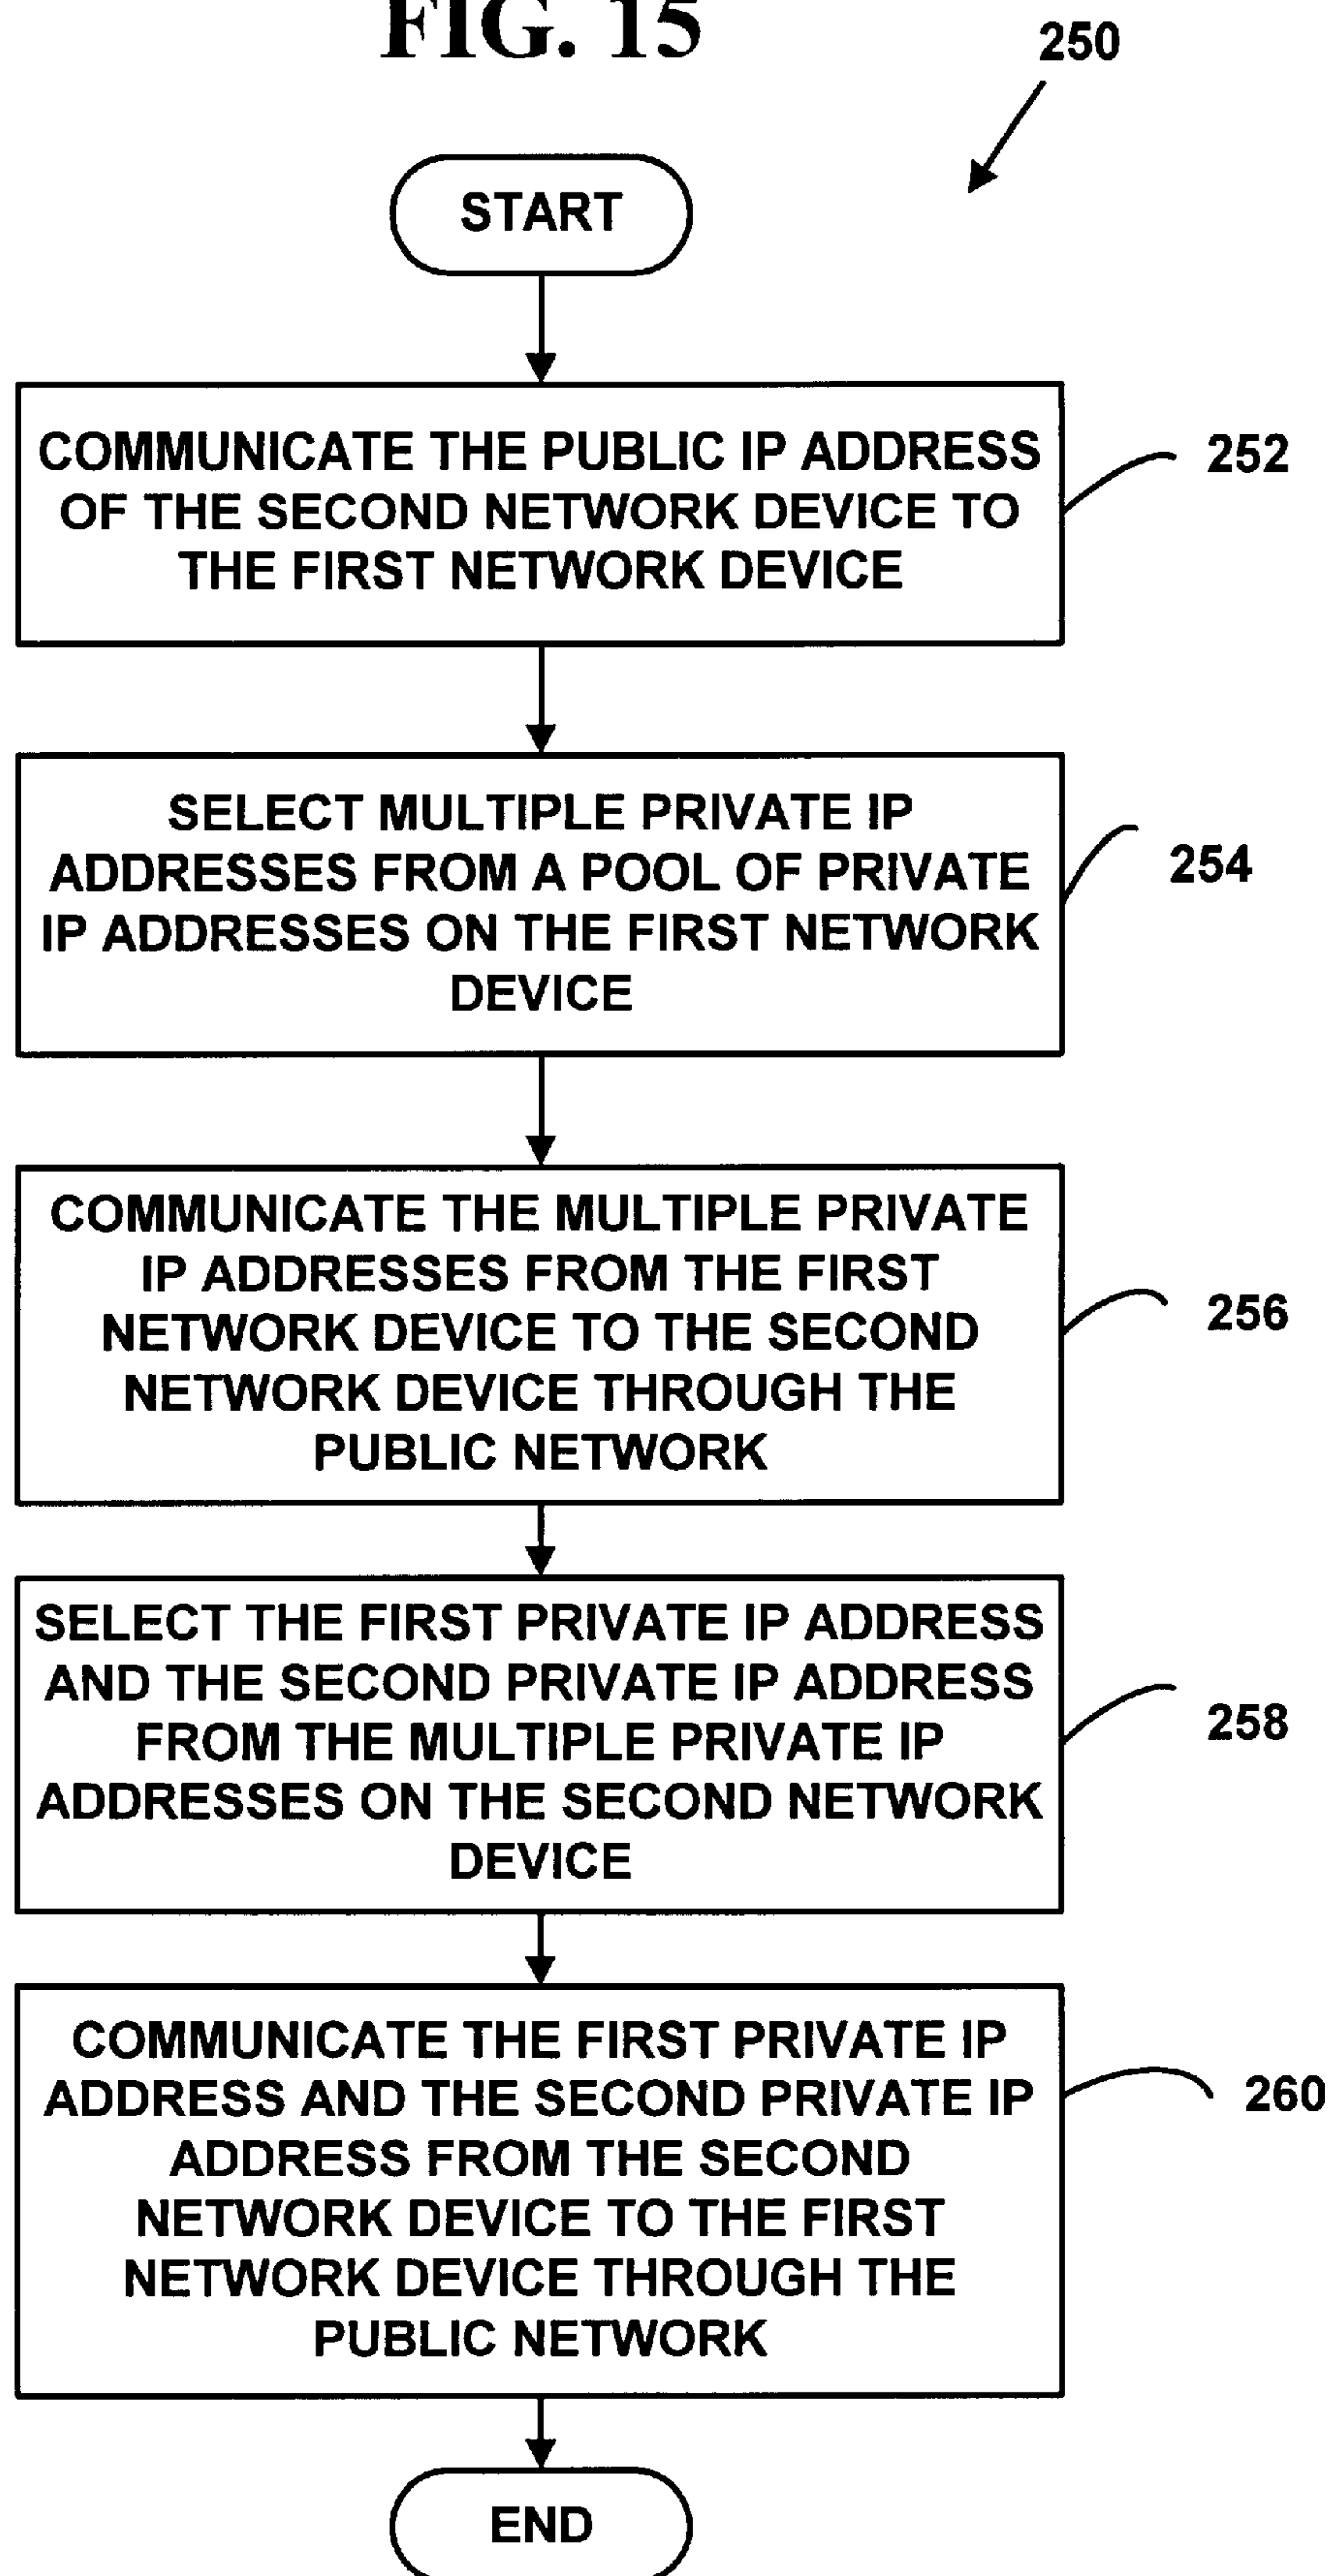 FIG. 15
250
START
COMMUNICATE THE PUBLIC IP ADDRESS
OF THE SECOND NETWORK DEVICE TO
THE FIRST NETWORK DEVICE
252
SELECT MULTIPLE PRIVATE IP
ADDRESSES FROM A POOL OF PRIVATE
IP ADDRESSES ON THE FIRST NETWORK
DEVICE
254
COMMUNICATE THE MULTIPLE PRIVATE
IP ADDRESSES FROM THE FIRST
NETWORK DEVICE TO THE SECOND
NETWORK DEVICE THROUGH THE
PUBLIC NETWORK
256
SELECT THE FIRST PRIVATE IP ADDRESS
AND THE SECOND PRIVATE IP ADDRESS
FROM THE MULTIPLE PRIVATE IP
ADDRESSES ON THE SECOND NETWORK
DEVICE
258
COMMUNICATE THE FIRST PRIVATE IP
ADDRESS AND THE SECOND PRIVATE IP
ADDRESS FROM THE SECOND
NETWORK DEVICE TO THE FIRST
NETWORK DEVICE THROUGH THE
PUBLIC NETWORK
260
END